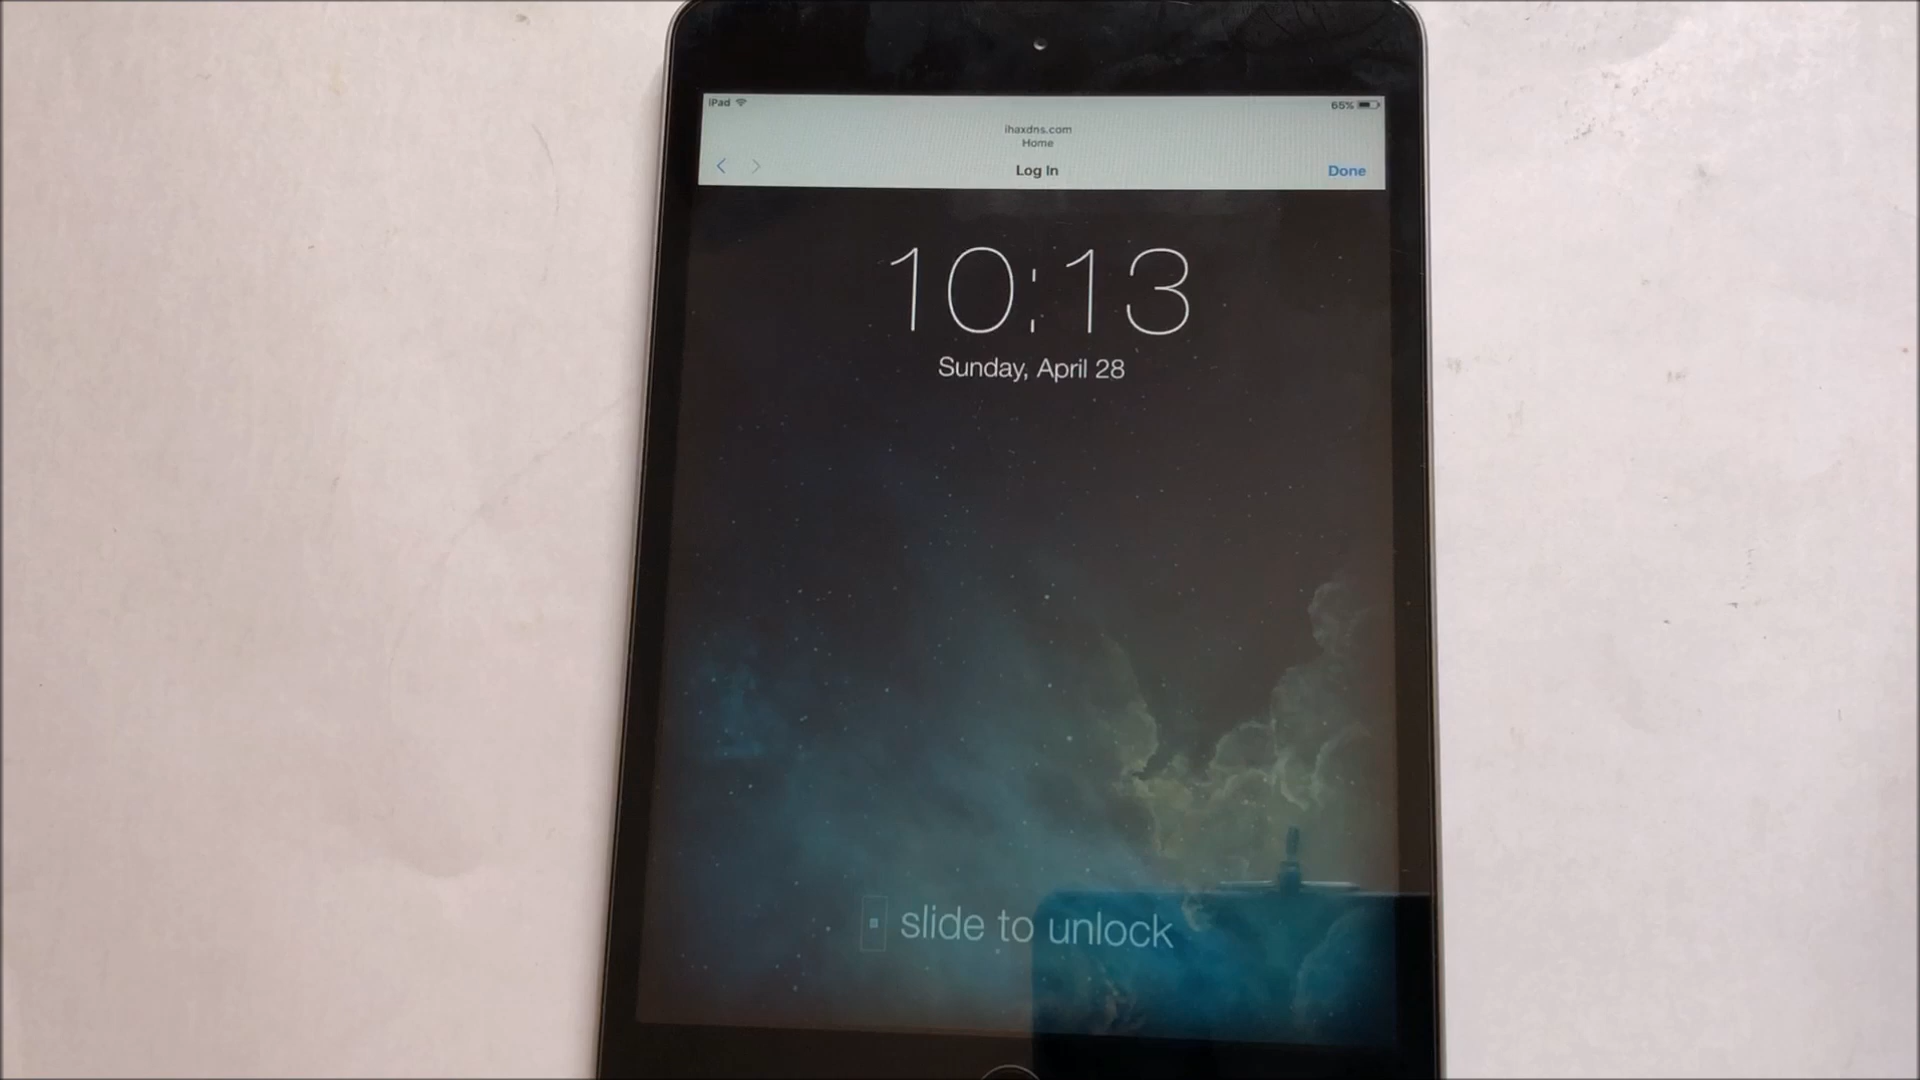 iPad 65%
ihaxdns.com
Home
Log In Done
10:13
Sunday, April 28
slide to unlock